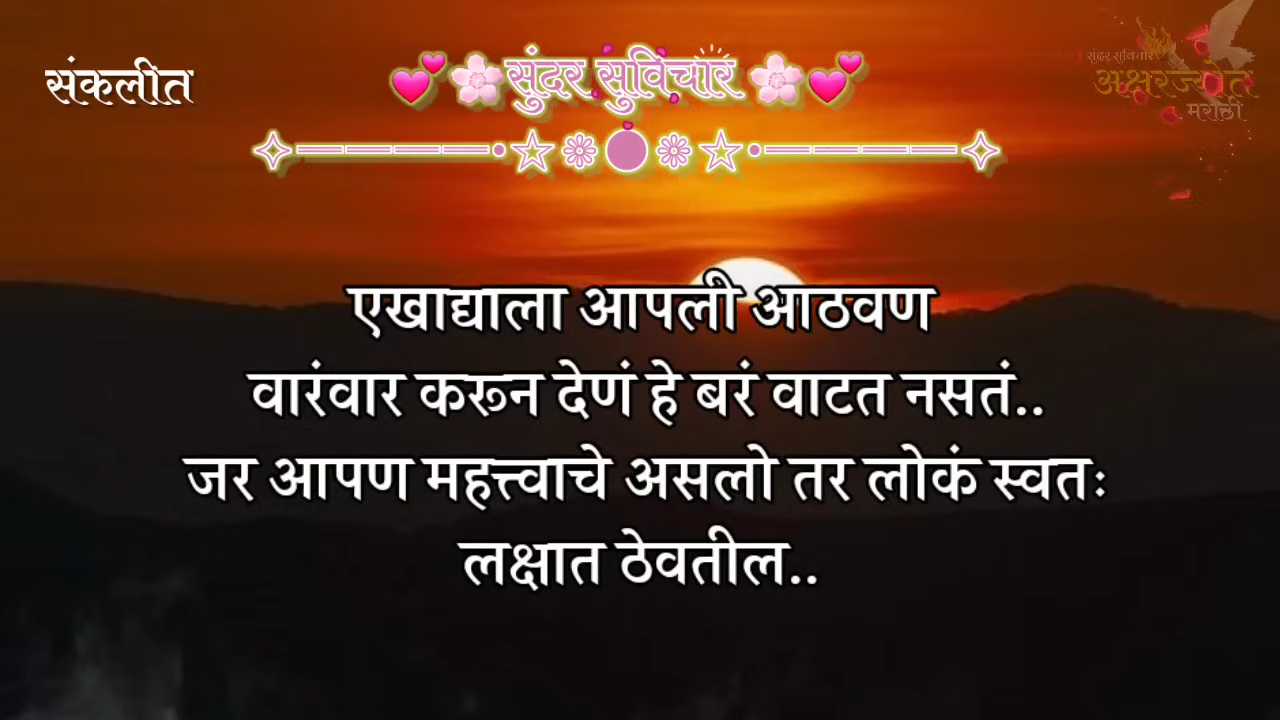 संकलीत
💕🌸सुंदर सुविचार 🌸💕
✧═════•☆❁●❁☆•═════✧
सुंदर सुविचार
अक्षरज्योत
मराठी
एखाद्याला आपली आठवण
वारंवार करून देणं हे बरं वाटत नसतं..
जर आपण महत्त्वाचे असलो तर लोकं स्वतः
लक्षात ठेवतील..